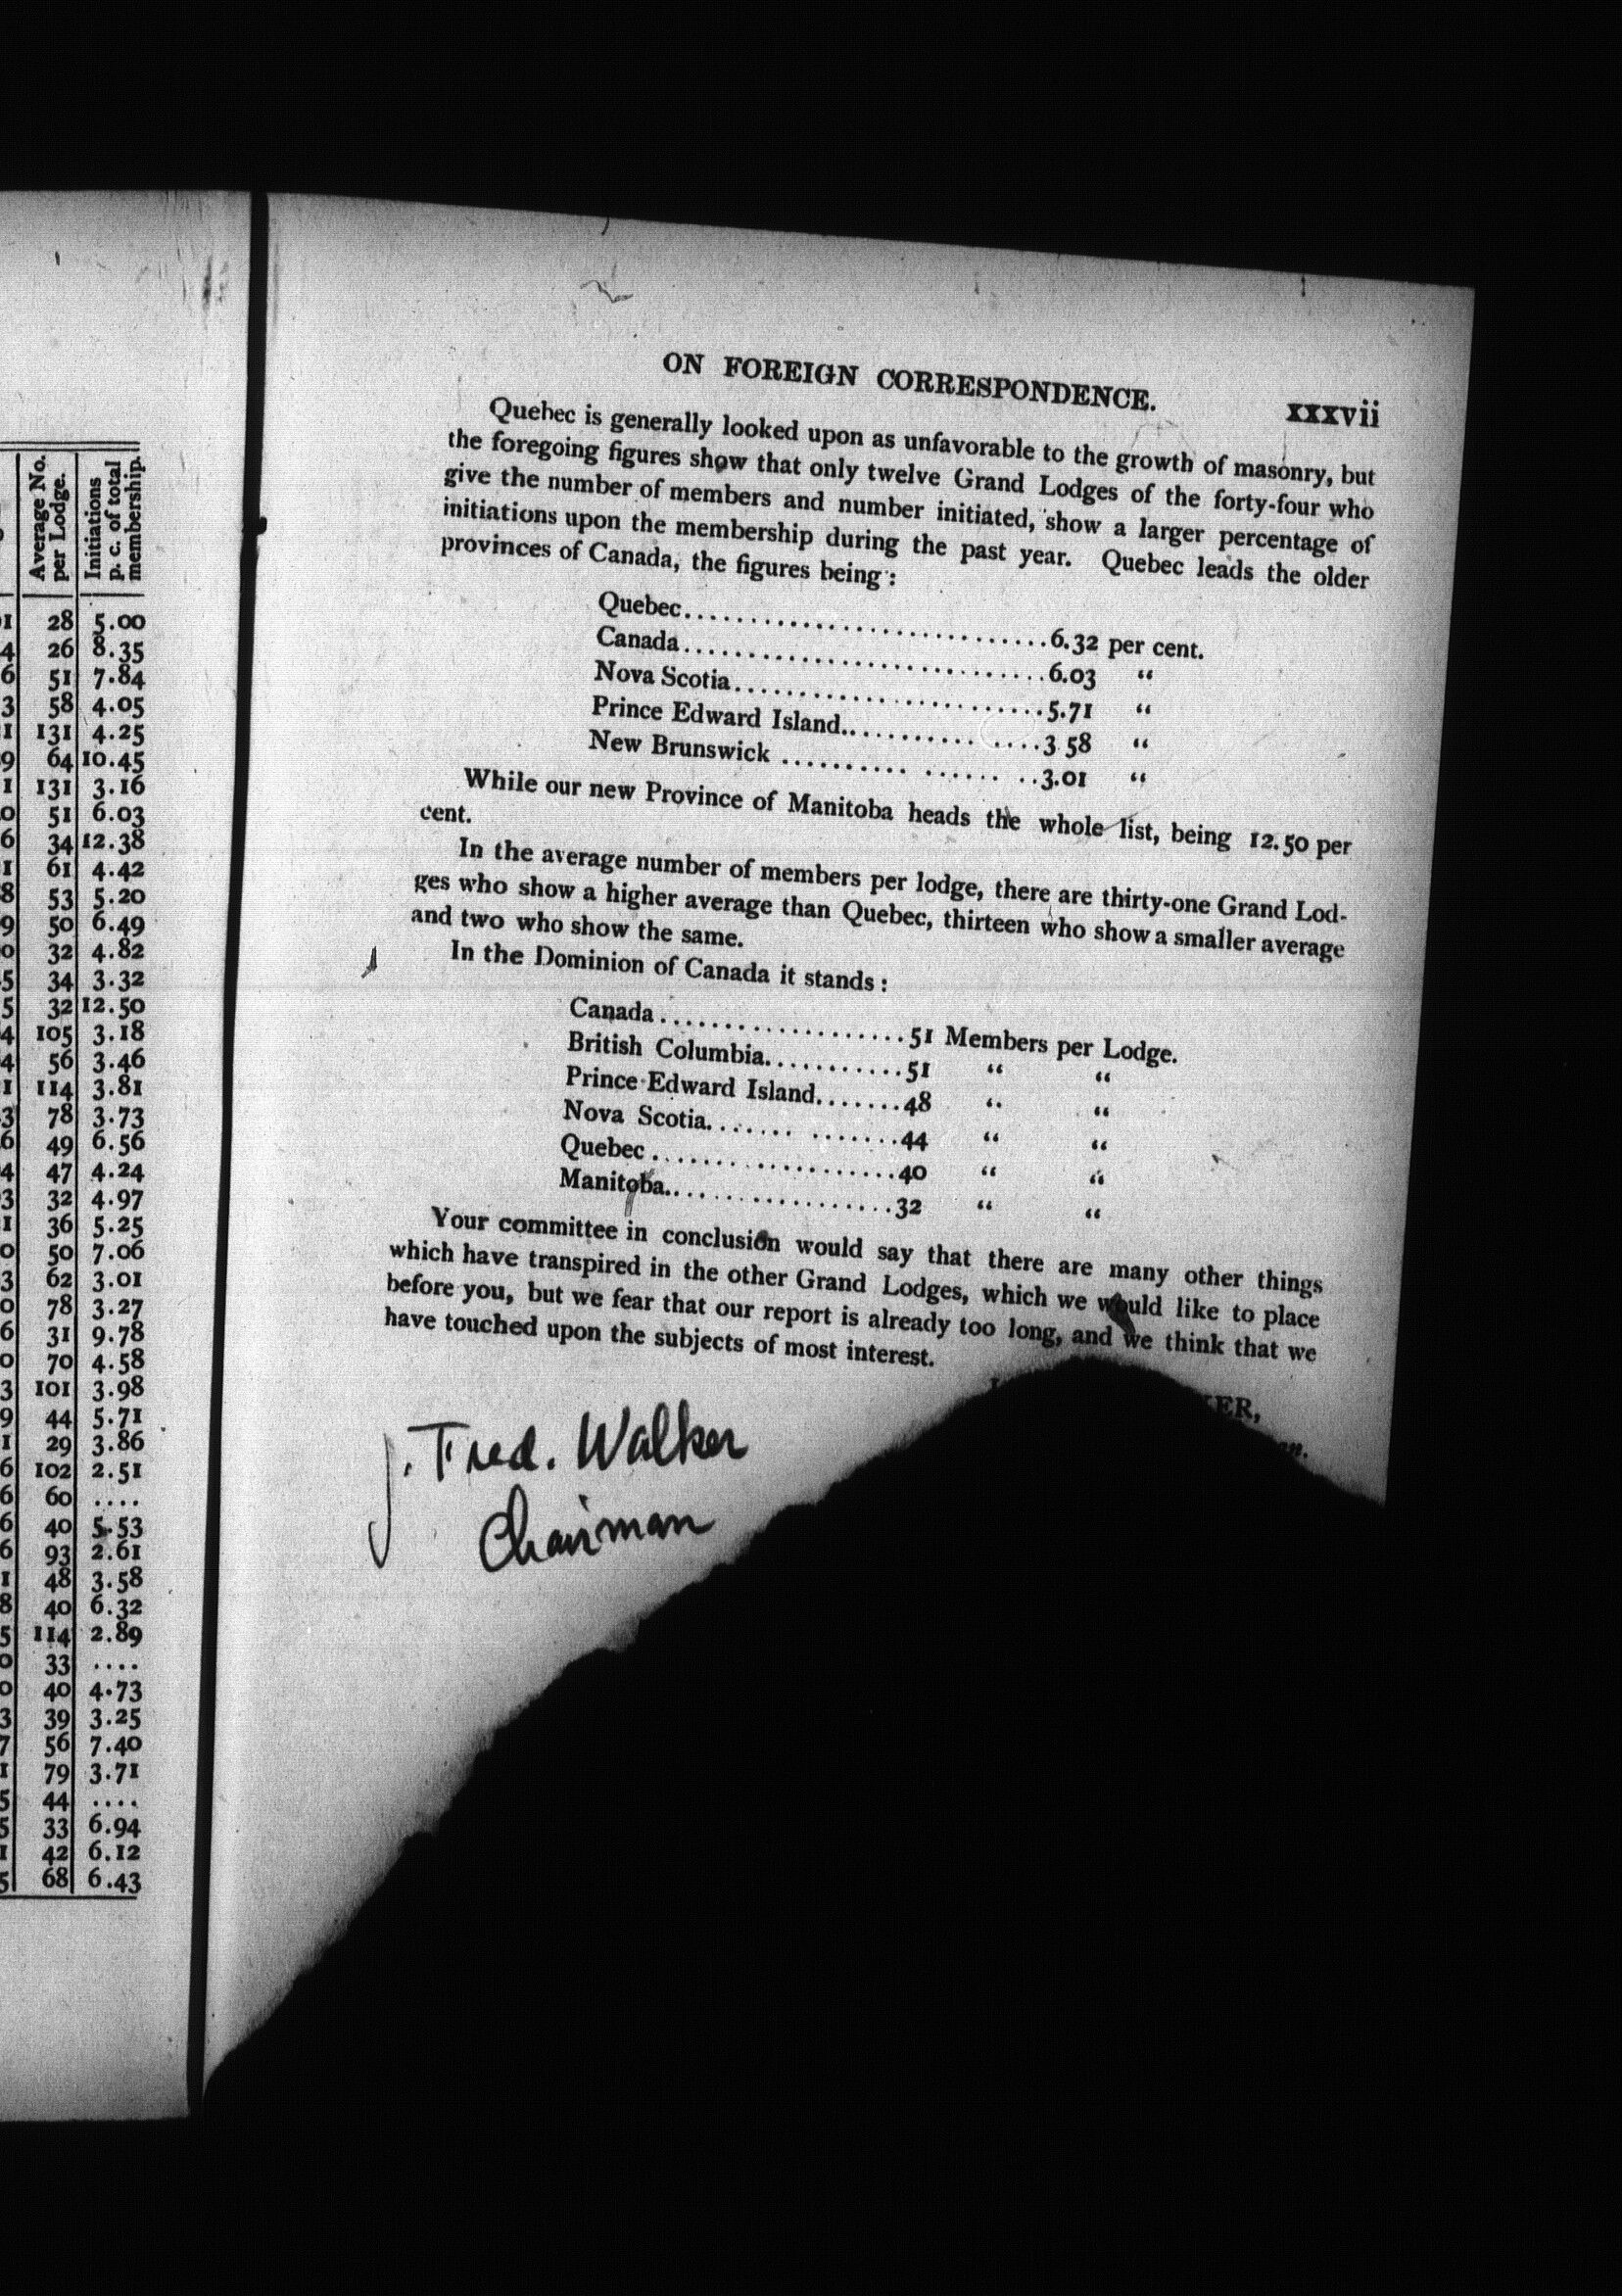 Average No.
per Lodge.
Initiations
p. c. of total
membership.
28 5.00
26 8.35
51 7.84
58 4.05
131 4.25
64 10.45
131 3.16
51 6.03
34 12.38
61 4.42
53 5.20
50 6.49
32 4.82
34 3.32
32 12.50
105 3.18
56 3.46
114 3.81
78 3.73
49 6.56
47 4.24
32 4.97
36 5.25
50 7.06
62 3.01
78 3.27
31 9.78
70 4.58
101 3.98
44 5.71
29 3.86
102 2.51
60 ....
40 5.53
93 2.61
48 3.58
40 6.32
114 2.89
33 ....
40 4.73
39 3.25
56 7.40
79 3.71
44 ....
33 6.94
42 6.12
68 6.43
ON FOREIGN CORRESPONDENCE. xxxvii
Quebec is generally looked upon as unfavorable to the growth of masonry, but
the foregoing figures show that only twelve Grand Lodges of the forty-four who
give the number of members and number initiated, show a larger percentage of
initiations upon the membership during the past year. Quebec leads the older
provinces of Canada, the figures being:
Quebec............................6.32 per cent.
Canada............................6.03 "
Nova Scotia........................5.71 "
Prince Edward Island...............3 58 "
New Brunswick .......... ...... ..3.01 "
While our new Province of Manitoba heads the whole list, being 12.50 per
cent.
In the average number of members per lodge, there are thirty-one Grand Lod-
ges who show a higher average than Quebec, thirteen who show a smaller average
and two who show the same.
In the Dominion of Canada it stands:
Canada...................51 Members per Lodge.
British Columbia...........51 " "
Prince Edward Island.......48 " "
Nova Scotia....... .......44 " "
Quebec...................40 " "
Manitoba..................32 " "
Your committee in conclusion would say that there are many other things
which have transpired in the other Grand Lodges, which we would like to place
before you, but we fear that our report is already too long, and we think that we
have touched upon the subjects of most interest.
J. Fred. Walker
Chairman